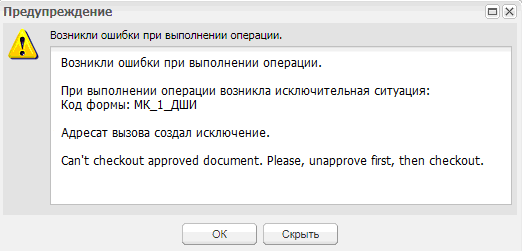 Предупреждение
Возникли ошибки при выполнении операции.
Возникли ошибки при выполнении операции.
При выполнении операции возникла исключительная ситуация:
Код формы: МК_1_ДШИ
Адресат вызова создал исключение.
Can't checkout approved document. Please, unapprove first, then checkout.
ОК
Скрыть